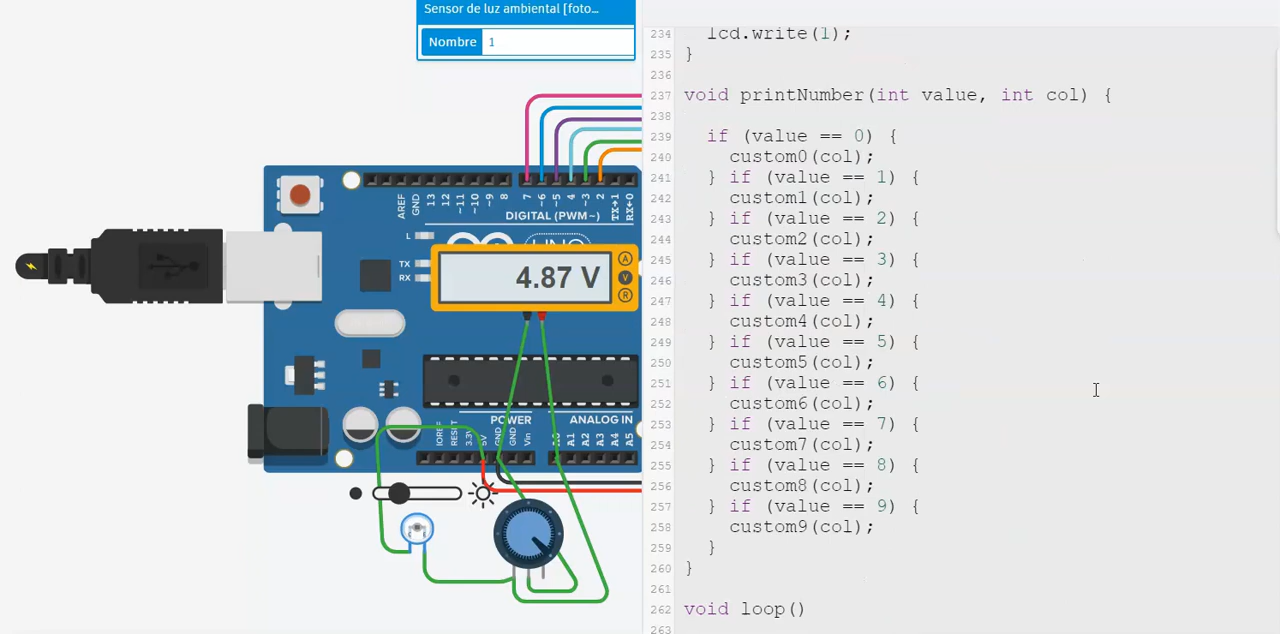 Sensor de luz ambiental [foto...
Nombre 1
AREF
GND
13
12
~11
~10
~9
8
7
~6
~5
4
~3
2
TX→1
RX←0
DIGITAL (PWM~)
L
TX
RX
UNO
4.87 V
A
V
R
POWER
ANALOG IN
IOREF
RESET
3.3V
5V
GND
GND
Vin
A0
A1
A2
A3
A4
A5
234 lcd.write(1);
235 }
236
237 void printNumber(int value, int col) {
238
239 if (value == 0) {
240 custom0(col);
241 } if (value == 1) {
242 custom1(col);
243 } if (value == 2) {
244 custom2(col);
245 } if (value == 3) {
246 custom3(col);
247 } if (value == 4) {
248 custom4(col);
249 } if (value == 5) {
250 custom5(col);
251 } if (value == 6) {
252 custom6(col);
253 } if (value == 7) {
254 custom7(col);
255 } if (value == 8) {
256 custom8(col);
257 } if (value == 9) {
258 custom9(col);
259 }
260 }
261
262 void loop()
263